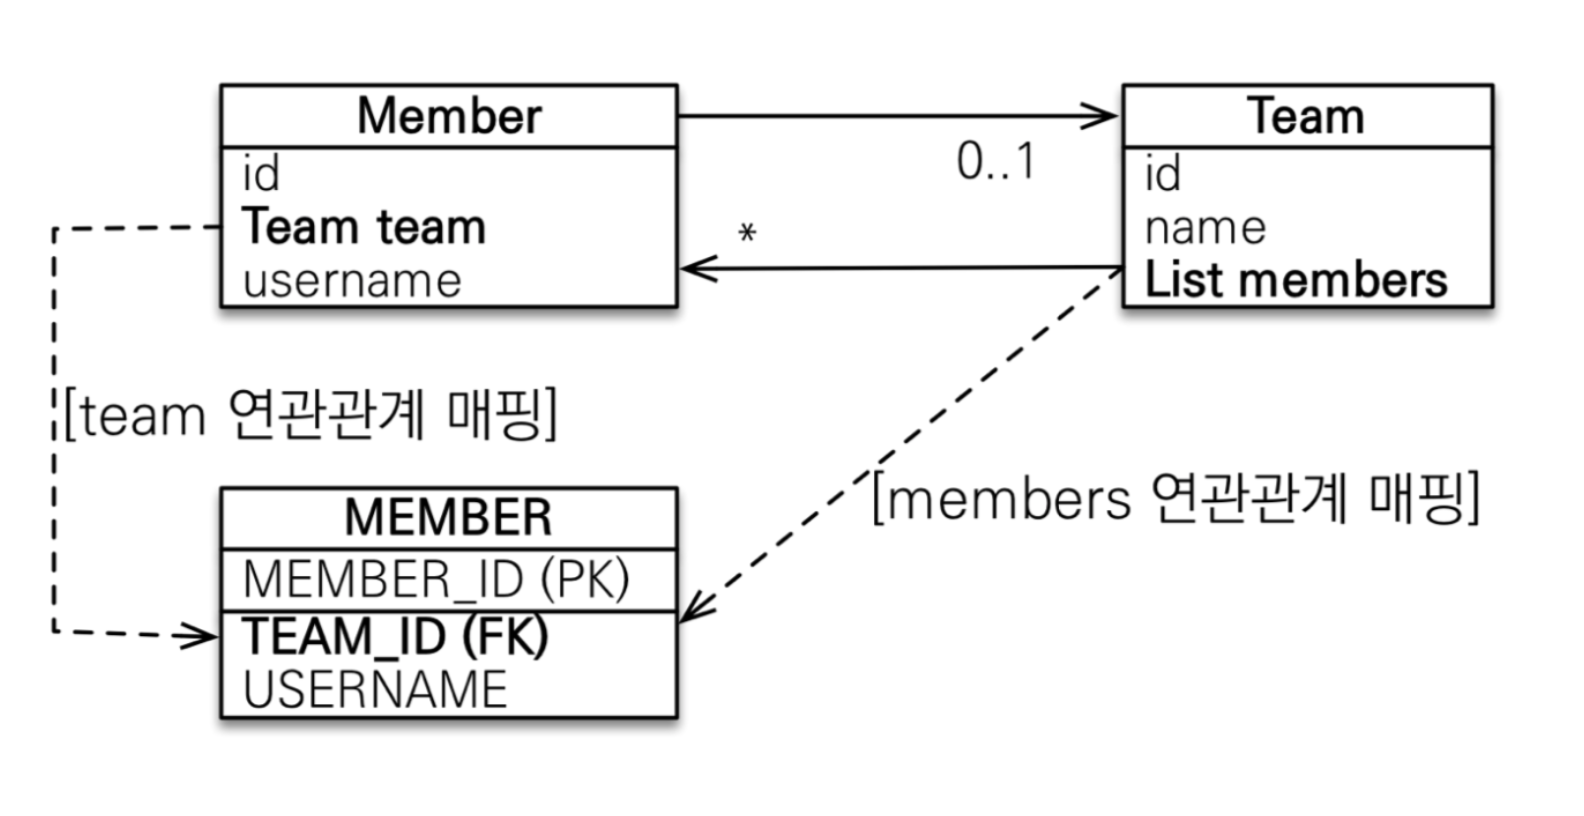 Member
id
Team team
username
0..1
*
Team
id
name
List members
[team 연관관계 매핑]
[members 연관관계 매핑]
MEMBER
MEMBER_ID (PK)
TEAM_ID (FK)
USERNAME